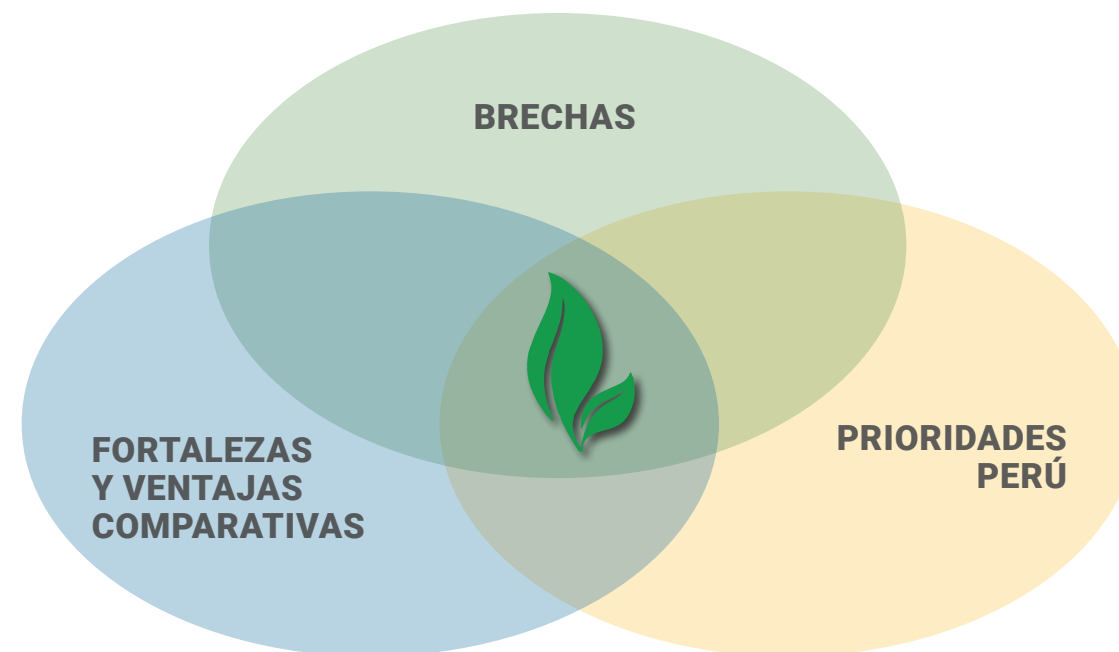 BRECHAS
FORTALEZAS
Y VENTAJAS
COMPARATIVAS
PRIORIDADES
PERÚ